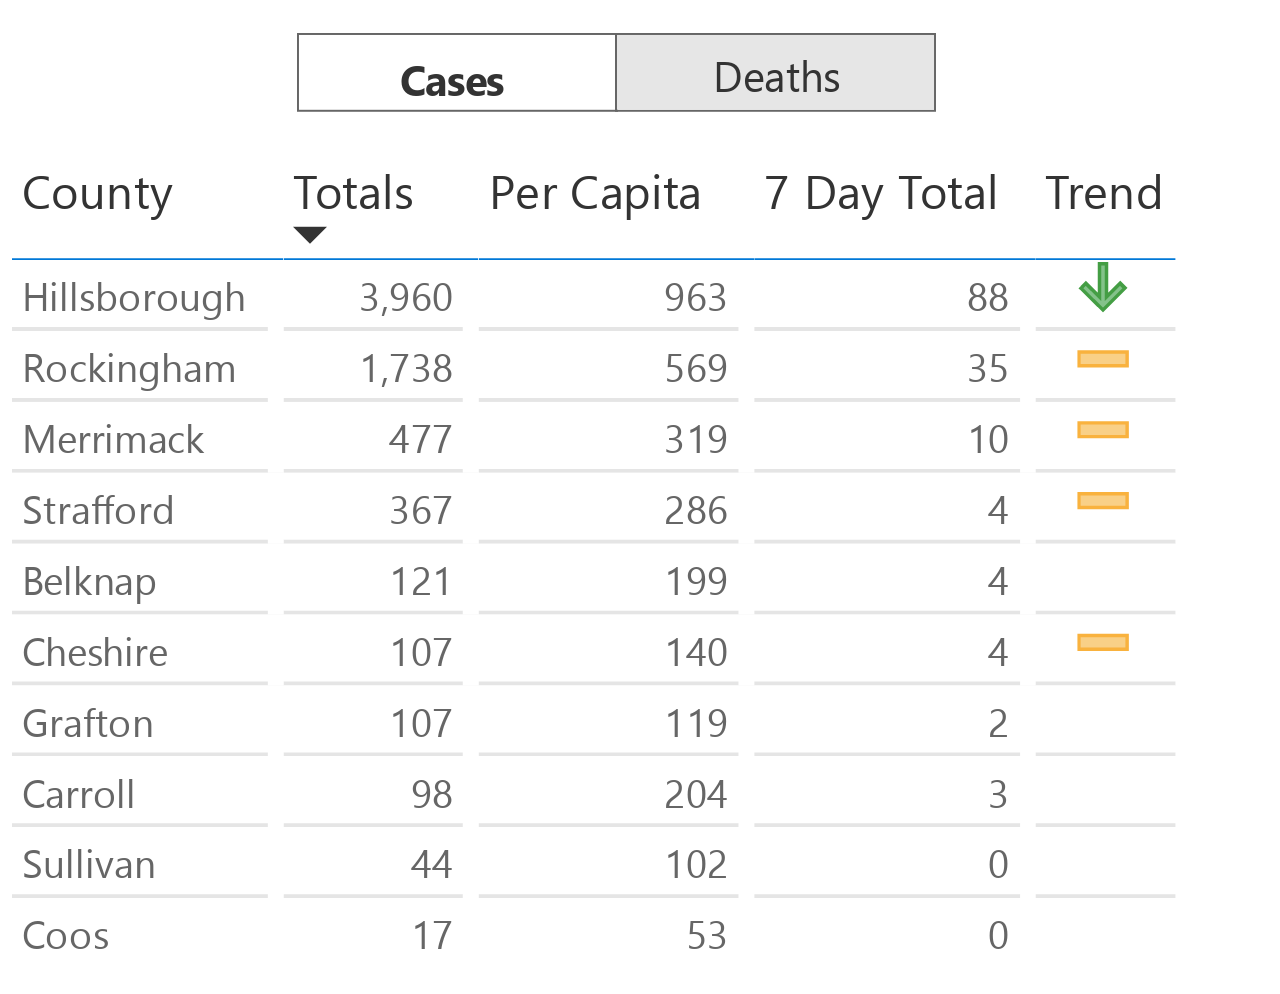 Cases Deaths
County Totals Per Capita 7 Day Total Trend
Hillsborough 3,960 963 88
Rockingham 1,738 569 35
Merrimack 477 319 10
Strafford 367 286 4
Belknap 121 199 4
Cheshire 107 140 4
Grafton 107 119 2
Carroll 98 204 3
Sullivan 44 102 0
Coos 17 53 0